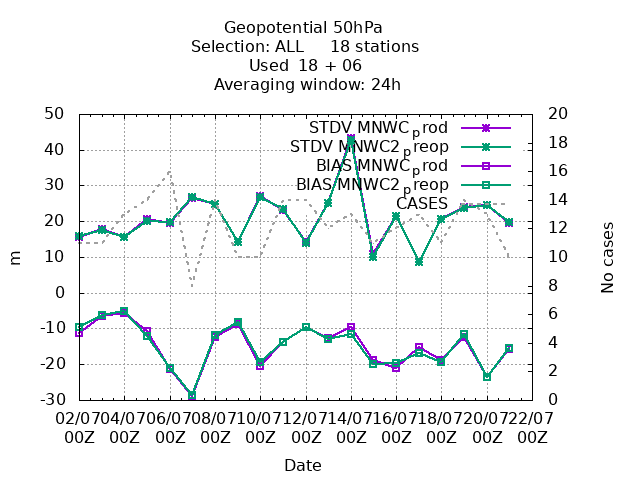 Geopotential 50hPa
Selection: ALL 18 stations
Used 18 + 06
Averaging window: 24h
50 20
STDV MNWC_prod 18
40 STDV MNWC2_preop
BIAS MNWC_prod 16
30 BIAS MNWC2_preop 14
CASES
20 12
10 10
0 8
-10 6
4
-20 2
-30 0
m
No cases
02/07 04/07 06/07 08/07 10/07 12/07 14/07 16/07 18/07 20/07 22/07
00Z 00Z 00Z 00Z 00Z 00Z 00Z 00Z 00Z 00Z 00Z
Date